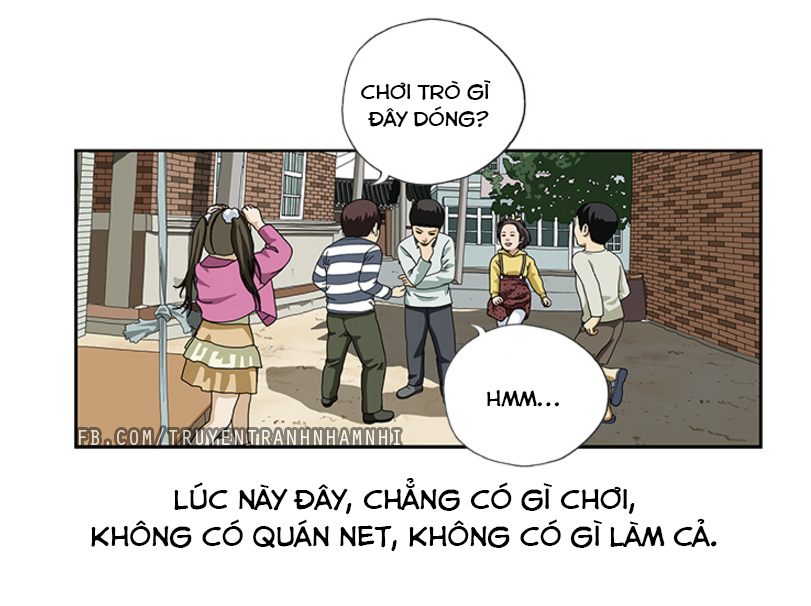 CHƠI TRÒ GÌ
ĐÂY DÓNG?
HMM...
FB.COM/TRUYENTRANHNHAMNHI
LÚC NÀY ĐÂY, CHẲNG CÓ GÌ CHƠI,
KHÔNG CÓ QUÁN NET, KHÔNG CÓ GÌ LÀM CẢ.